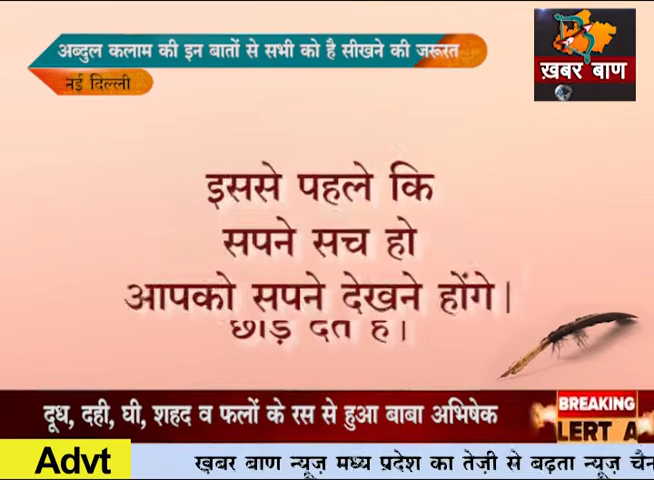 अब्दुल कलाम की इन बातों से सभी को है सीखने की जरूरत
नई दिल्ली
ख़बर बाण
इससे पहले कि
सपने सच हो
आपको सपने देखने होंगे।
दूध, दही, घी, शहद व फलों के रस से हुआ बाबा अभिषेक
BREAKING
LERT A
Advt
ख़बर बाण न्यूज़ मध्य प्रदेश का तेज़ी से बढ़ता न्यूज़ चैन